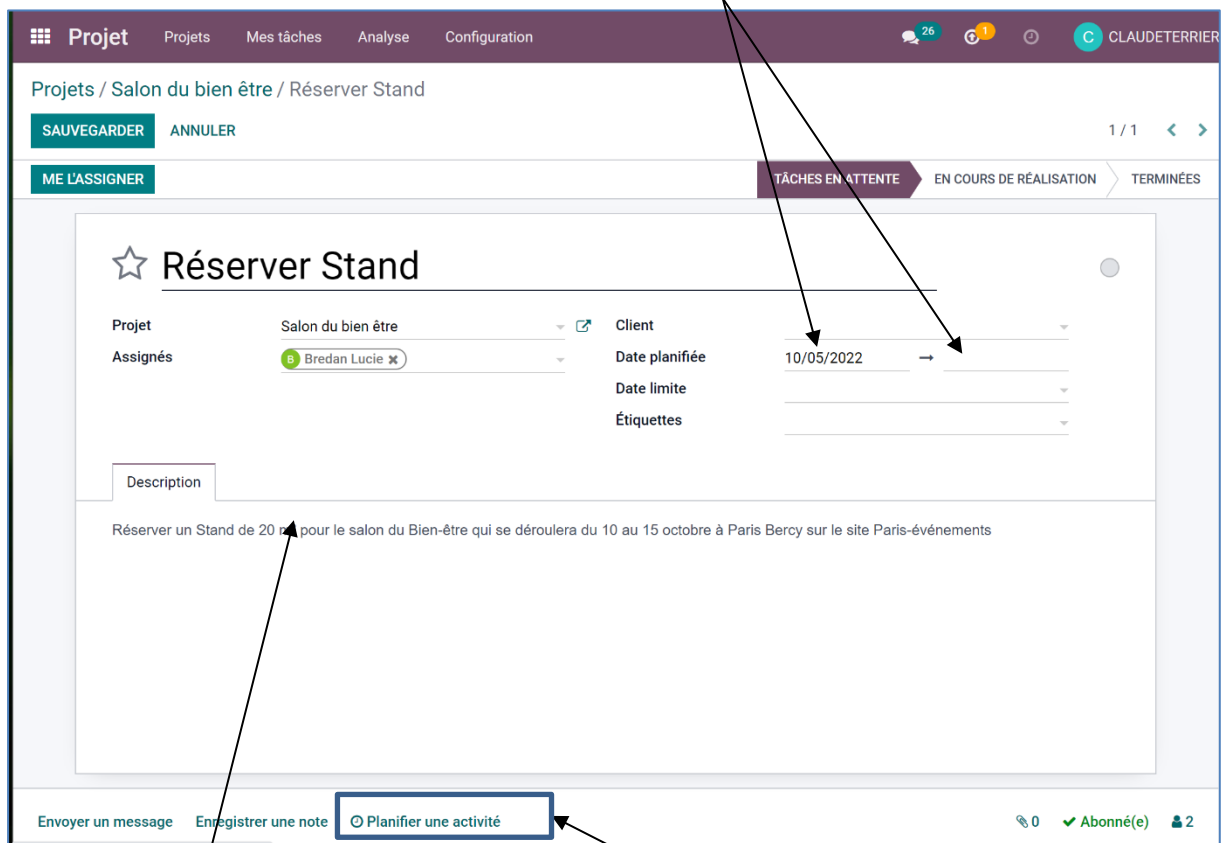 Projet Projets Mes tâches Analyse Configuration 26 1 C CLAUDETERRIER
Projets / Salon du bien être / Réserver Stand
SAUVEGARDER ANNULER 1 / 1
ME L'ASSIGNER TÂCHES EN ATTENTE EN COURS DE RÉALISATION TERMINÉES
Réserver Stand
Projet Salon du bien être Client
Assignés B Bredan Lucie Date planifiée 10/05/2022 →
Date limite
Étiquettes
Description
Réserver un Stand de 20 pour le salon du Bien-être qui se déroulera du 10 au 15 octobre à Paris Bercy sur le site Paris-événements
Envoyer un message Enregistrer une note Planifier une activité 0 Abonné(e) 2